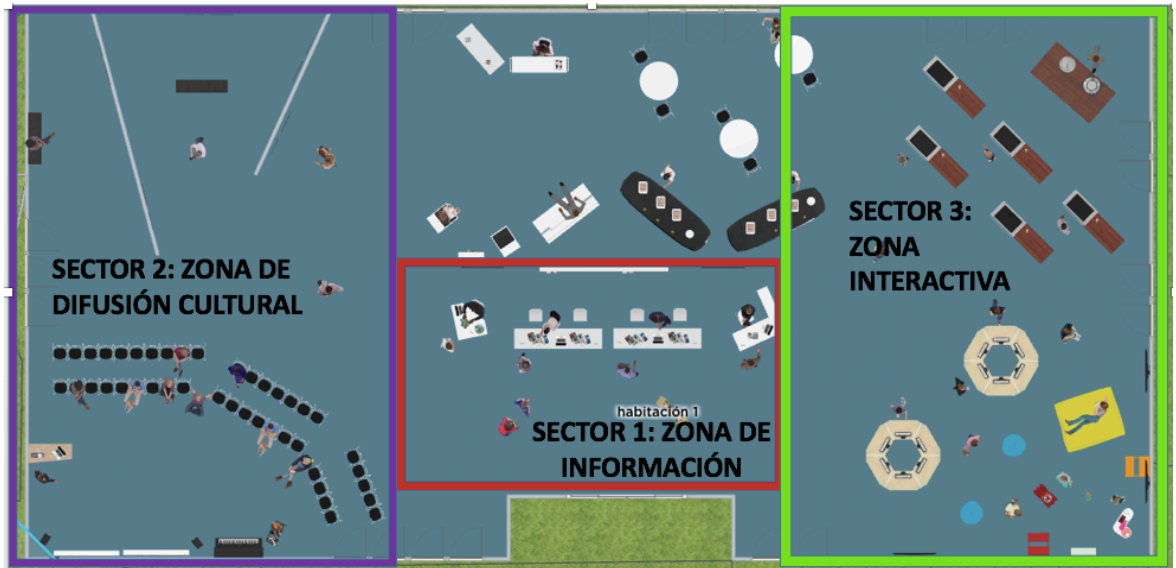 SECTOR 2: ZONA DE
DIFUSIÓN CULTURAL
habitación 1
SECTOR 1: ZONA DE
INFORMACIÓN
SECTOR 3:
ZONA
INTERACTIVA